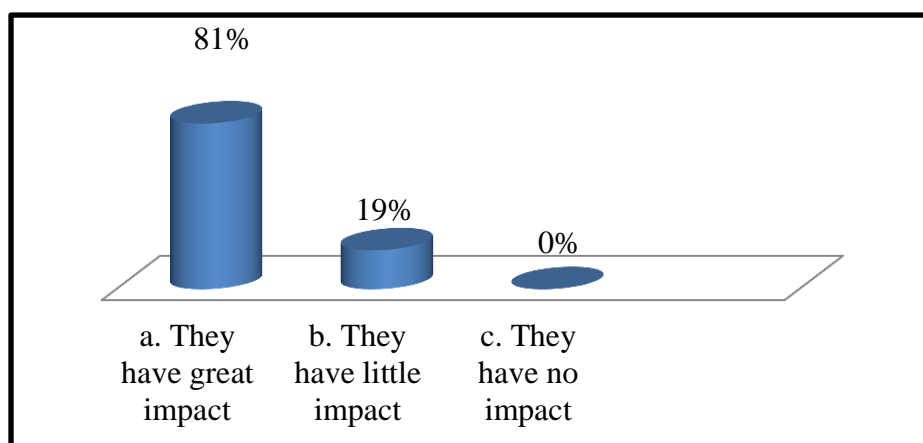 81%
19%
0%
a. They
have great
impact
b. They
have little
impact
c. They
have no
impact